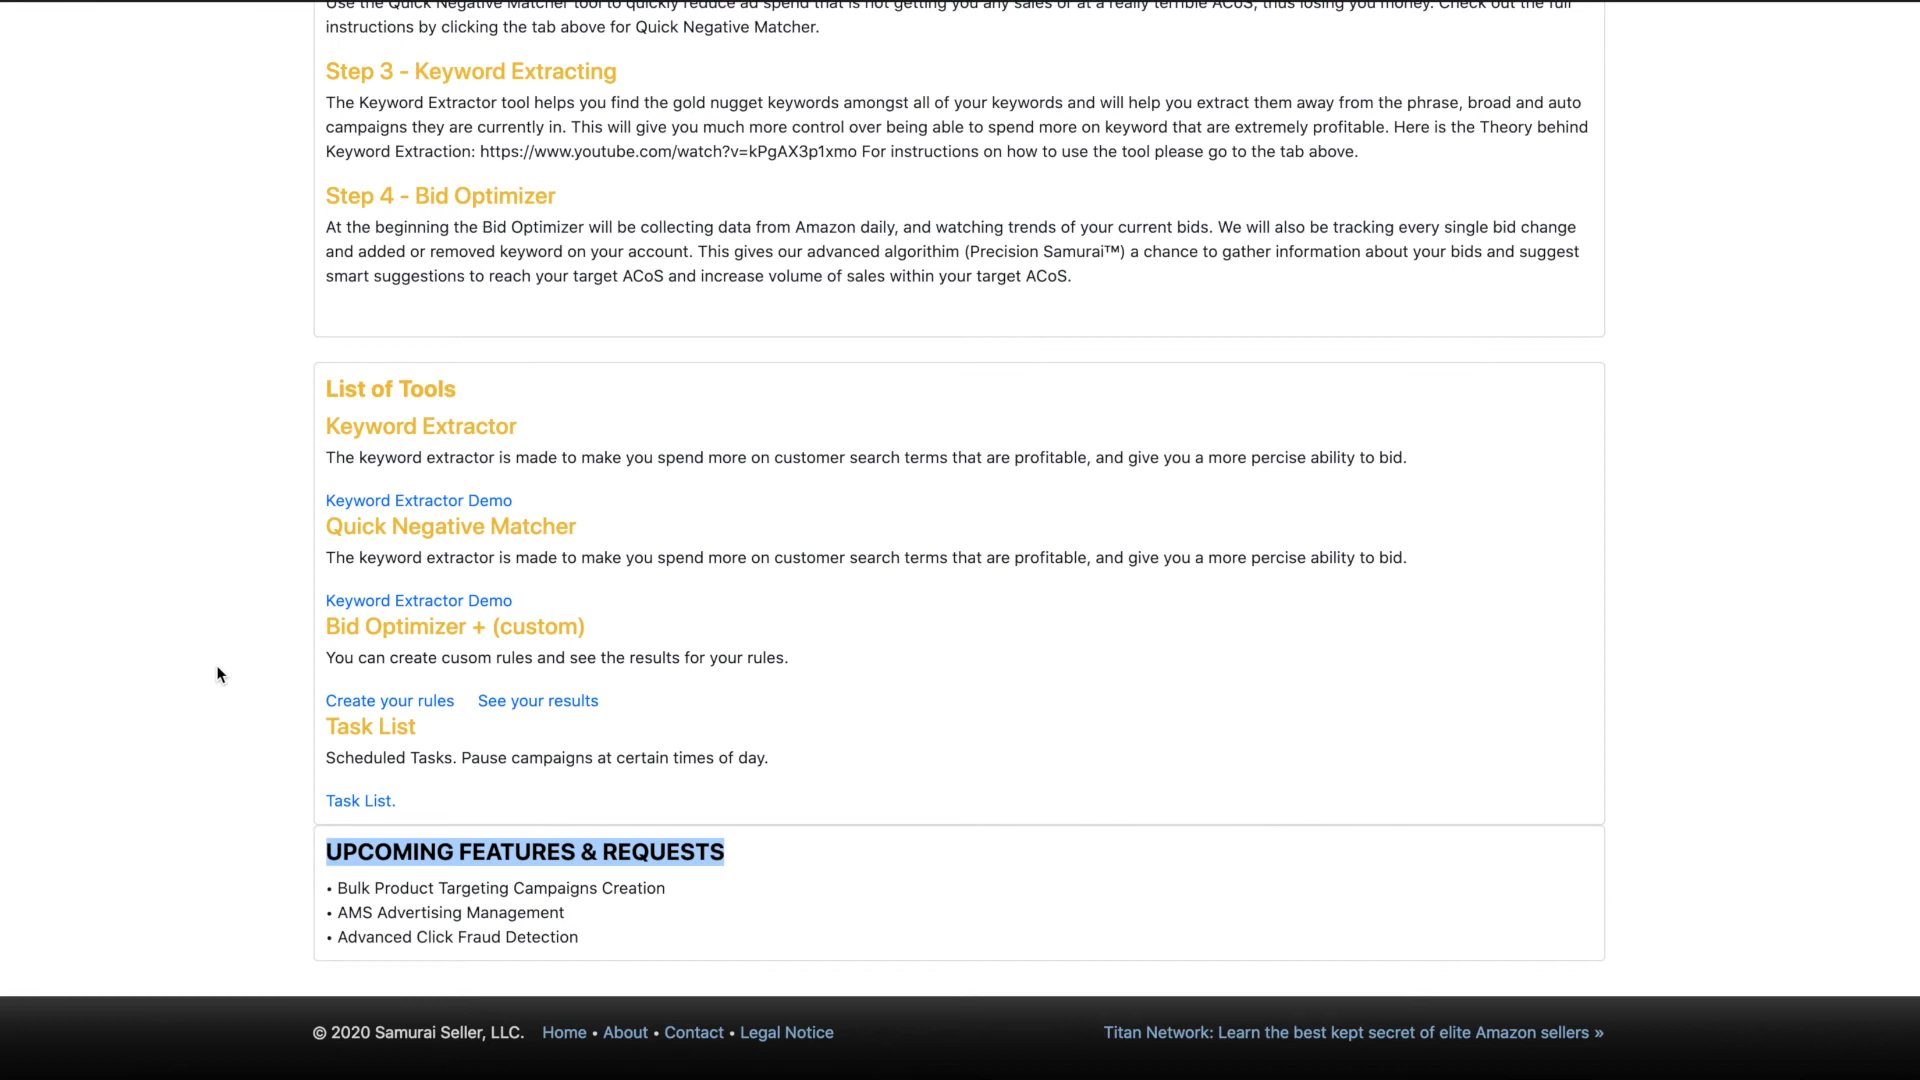 Use the Quick Negative Matcher tool to quickly reduce ad spend that is not getting you any sales or at a really terrible ACoS, thus losing you money. Check out the full
instructions by clicking the tab above for Quick Negative Matcher.
Step 3 - Keyword Extracting
The Keyword Extractor tool helps you find the gold nugget keywords amongst all of your keywords and will help you extract them away from the phrase, broad and auto
campaigns they are currently in. This will give you much more control over being able to spend more on keyword that are extremely profitable. Here is the Theory behind
Keyword Extraction: https://www.youtube.com/watch?v=kPgAX3p1xmo For instructions on how to use the tool please go to the tab above.
Step 4 - Bid Optimizer
At the beginning the Bid Optimizer will be collecting data from Amazon daily, and watching trends of your current bids. We will also be tracking every single bid change
and added or removed keyword on your account. This gives our advanced algorithim (Precision Samurai™) a chance to gather information about your bids and suggest
smart suggestions to reach your target ACoS and increase volume of sales within your target ACoS.
List of Tools
Keyword Extractor
The keyword extractor is made to make you spend more on customer search terms that are profitable, and give you a more percise ability to bid.
Keyword Extractor Demo
Quick Negative Matcher
The keyword extractor is made to make you spend more on customer search terms that are profitable, and give you a more percise ability to bid.
Keyword Extractor Demo
Bid Optimizer + (custom)
You can create cusom rules and see the results for your rules.
Create your rules See your results
Task List
Scheduled Tasks. Pause campaigns at certain times of day.
Task List.
UPCOMING FEATURES & REQUESTS
• Bulk Product Targeting Campaigns Creation
• AMS Advertising Management
• Advanced Click Fraud Detection
© 2020 Samurai Seller, LLC. Home • About • Contact • Legal Notice Titan Network: Learn the best kept secret of elite Amazon sellers »